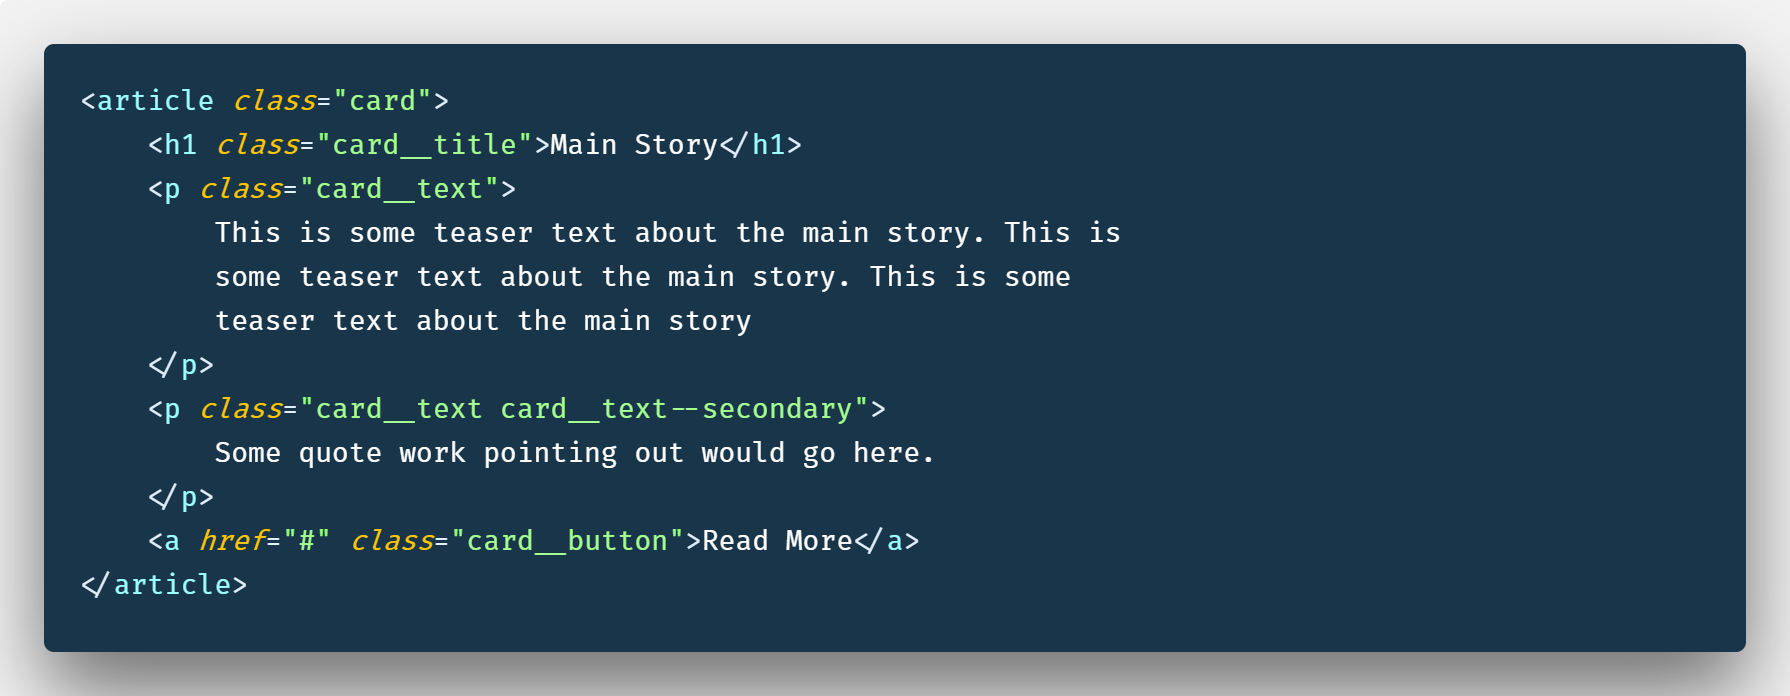 <article class="card">
    <h1 class="card__title">Main Story</h1>
    <p class="card__text">
        This is some teaser text about the main story. This is
        some teaser text about the main story. This is some
        teaser text about the main story
    </p>
    <p class="card__text card__text--secondary">
        Some quote work pointing out would go here.
    </p>
    <a href="#" class="card__button">Read More</a>
</article>